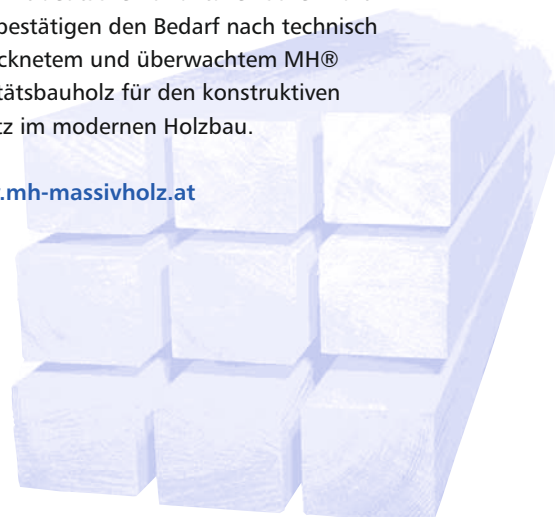 bestätigen den Bedarf nach technisch
cknetem und überwachtem MH®
tätsbauholz für den konstruktiven
tz im modernen Holzbau.
.mh-massivholz.at